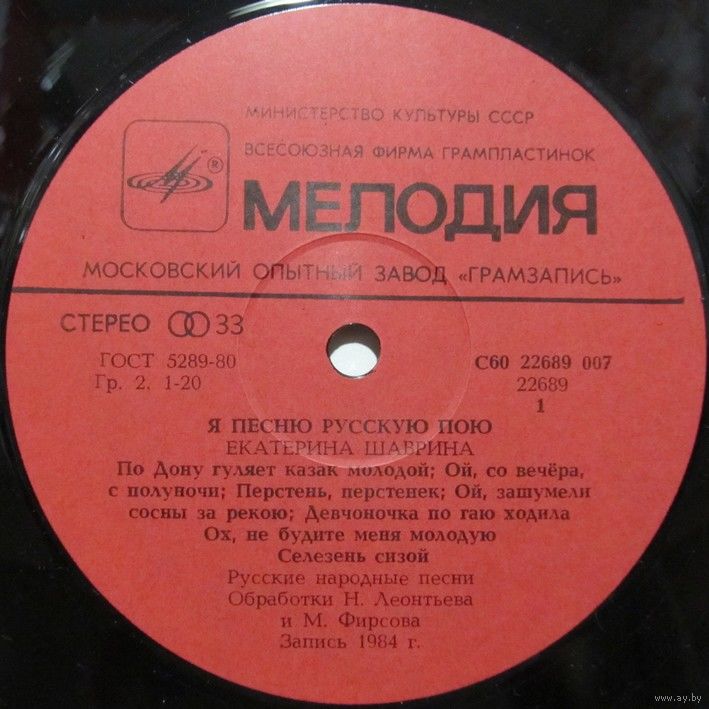 МИНИСТЕРСТВО КУЛЬТУРЫ СССР
ВСЕСОЮЗНАЯ ФИРМА ГРАМПЛАСТИНОК
®
МЕЛОДИЯ
МОСКОВСКИЙ ОПЫТНЫЙ ЗАВОД «ГРАМЗАПИСЬ»
СТЕРЕО 33
ГОСТ 5289-80 С60 22689 007
Гр. 2. 1-20 22689
1
Я ПЕСНЮ РУССКУЮ ПОЮ
ЕКАТЕРИНА ШАВРИНА
По Дону гуляет казак молодой; Ой, со вечёра,
с полуночи; Перстень, перстенек; Ой, зашумели
сосны за рекою; Девчоночка по гаю ходила
Ох, не будите меня молодую
Селезень сизой
Русские народные песни
Обработки Н. Леонтьева
и М. Фирсова
Запись 1984 г.
www.ay.by